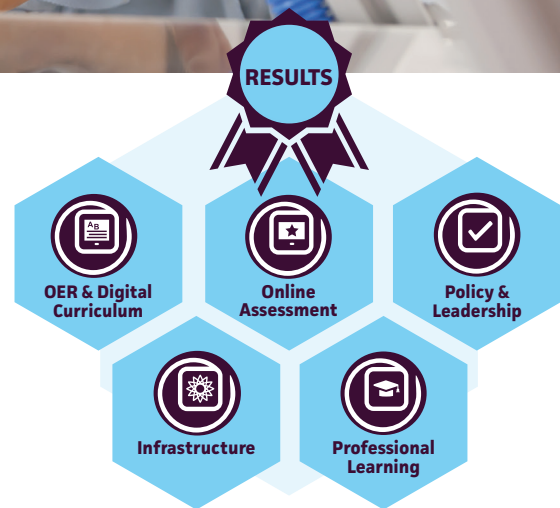 RESULTS
OER & Digital
Curriculum
Online
Assessment
Policy &
Leadership
Infrastructure
Professional
Learning